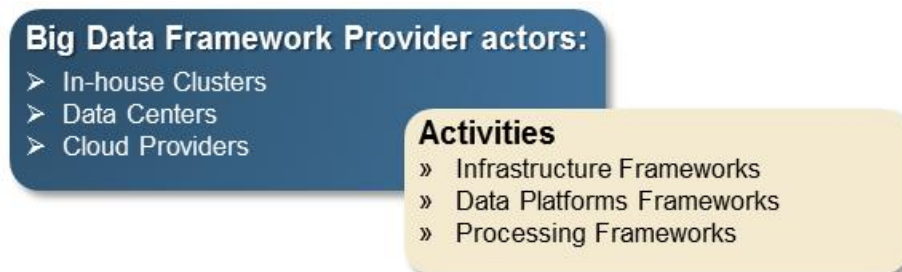 Big Data Framework Provider actors:
➢ In-house Clusters
➢ Data Centers
➢ Cloud Providers
Activities
» Infrastructure Frameworks
» Data Platforms Frameworks
» Processing Frameworks